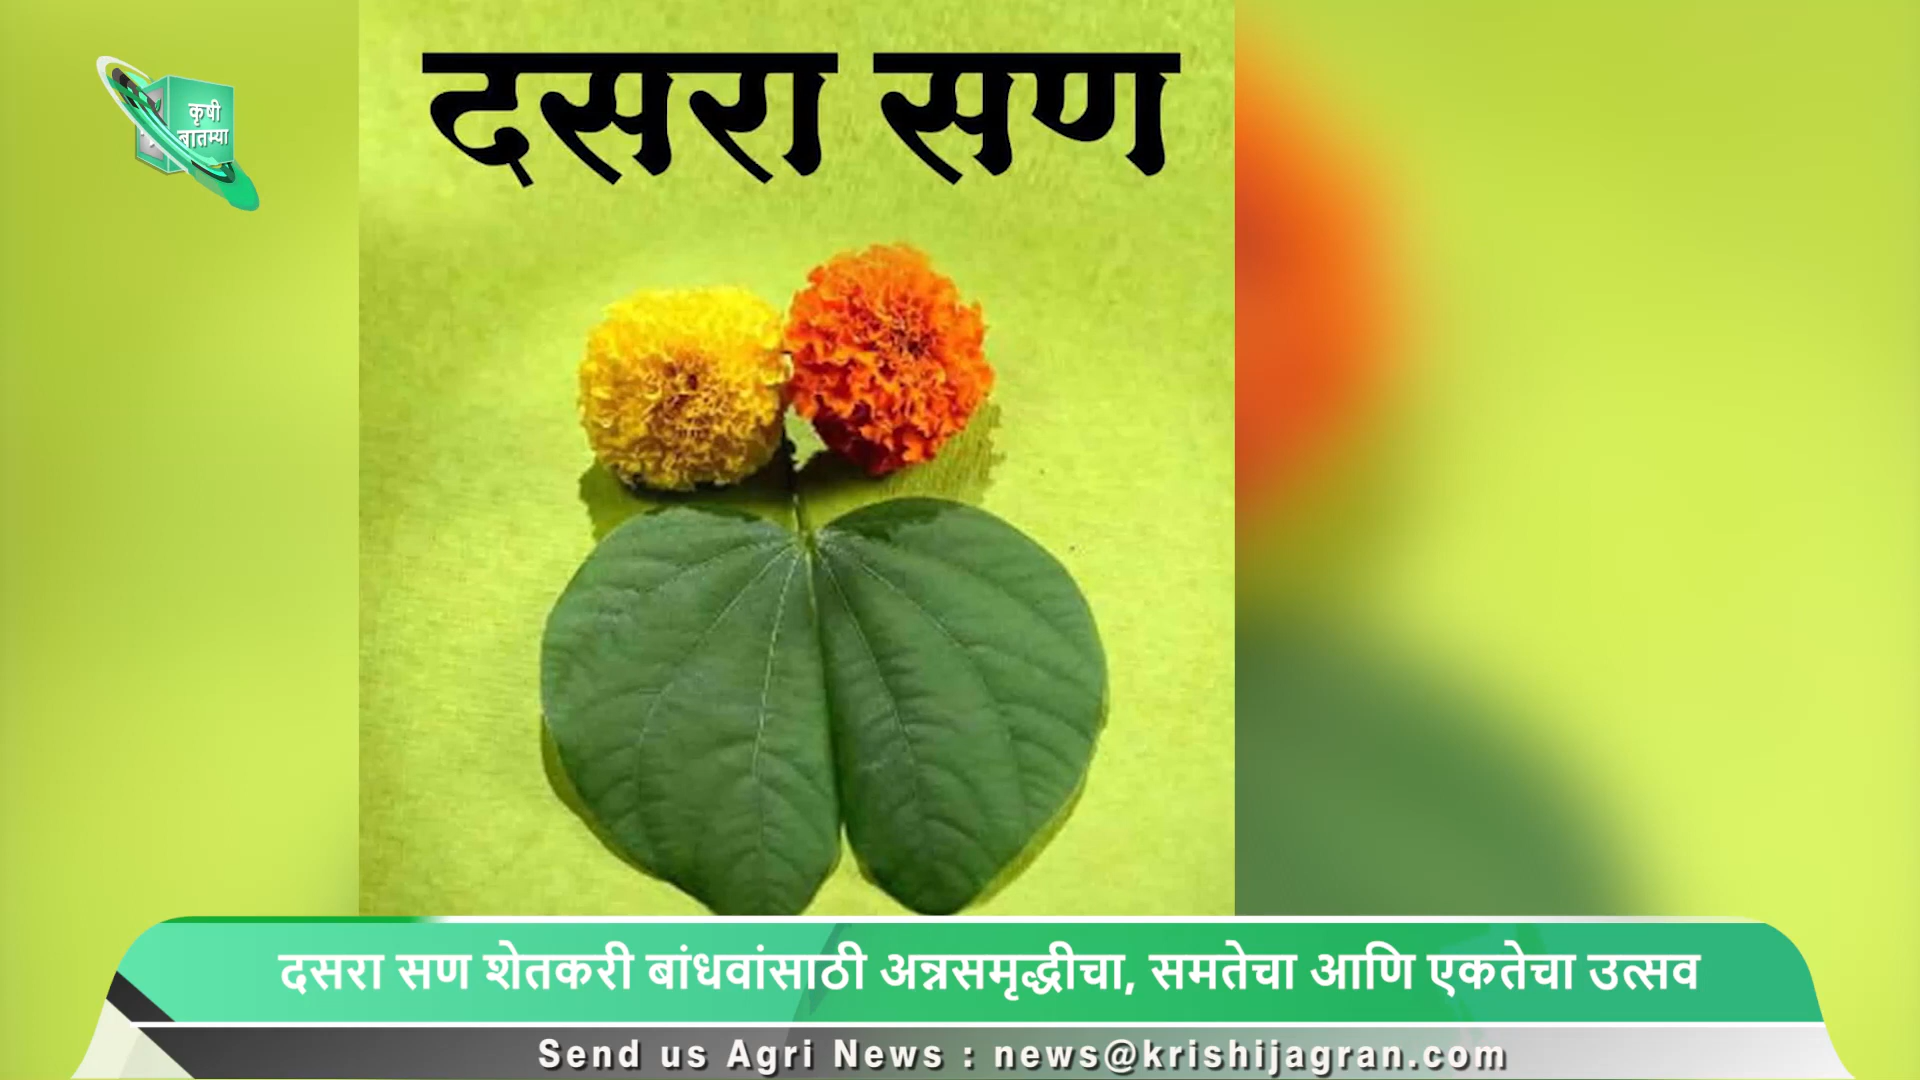 कृषी
बातम्या
दसरा सण
दसरा सण शेतकरी बांधवांसाठी अन्नसमृद्धीचा, समतेचा आणि एकतेचा उत्सव
Send us Agri News : news@krishijagran.com